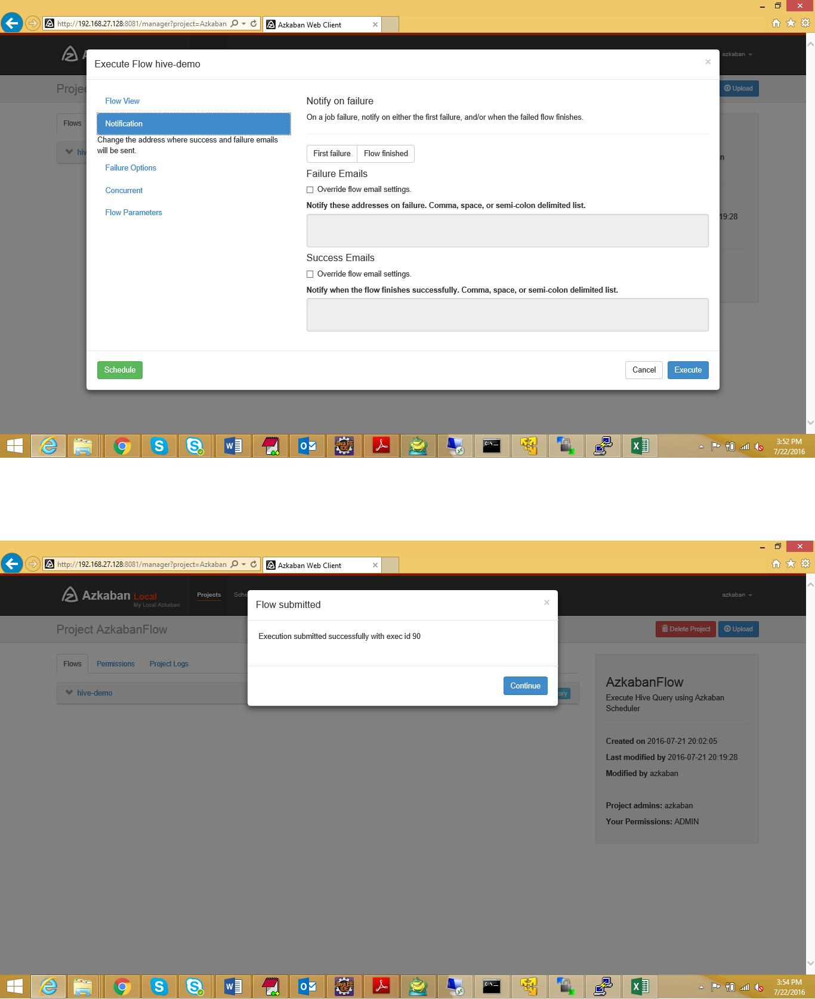 http://192.168.27.128:8081/manager?project=Azkaban
Azkaban Web Client
azkaban
Execute Flow hive-demo
Upload
Flow View
Notification
Change the address where success and failure emails
will be sent.
Failure Options
Concurrent
Flow Parameters
Flows
Notify on failure
On a job failure, notify on either the first failure, and/or when the failed flow finishes.
First failure Flow finished
Failure Emails
Override flow email settings.
Notify these addresses on failure. Comma, space, or semi-colon delimited list.
Success Emails
Override flow email settings.
Notify when the flow finishes successfully. Comma, space, or semi-colon delimited list.
19:28
Schedule
Cancel Execute
3:52 PM
7/22/2016
http://192.168.27.128:8081/manager?project=Azkaban
Azkaban Web Client
Azkaban Local
My Local Azkaban
Projects
azkaban
Flow submitted
Execution submitted successfully with exec id 90
Continue
Project AzkabanFlow
Delete Project Upload
Flows Permissions Project Logs
hive-demo
AzkabanFlow
Execute Hive Query using Azkaban
Scheduler
Created on 2016-07-21 20:02:05
Last modified by 2016-07-21 20:19:28
Modified by azkaban
Project admins: azkaban
Your Permissions: ADMIN
3:54 PM
7/22/2016